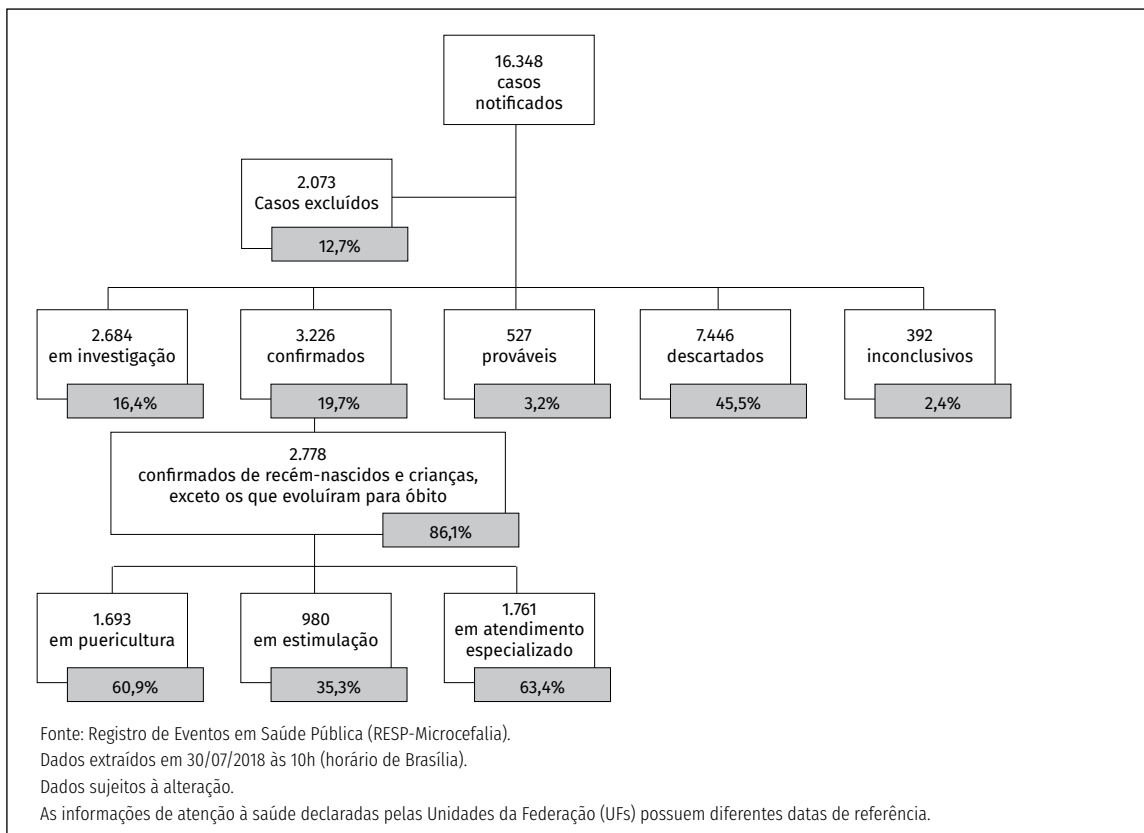 16.348
casos
notificados
2.073
Casos excluídos
12,7%
2.684
em investigação
16,4%
3.226
confirmados
19,7%
527
prováveis
3,2%
7.446
descartados
45,5%
392
inconclusivos
2,4%
2.778
confirmados de recém-nascidos e crianças,
exceto os que evoluíram para óbito
86,1%
1.693
em puericultura
60,9%
980
em estimulação
35,3%
1.761
em atendimento
especializado
63,4%
Fonte: Registro de Eventos em Saúde Pública (RESP-Microcefalia).
Dados extraídos em 30/07/2018 às 10h (horário de Brasília).
Dados sujeitos à alteração.
As informações de atenção à saúde declaradas pelas Unidades da Federação (UFs) possuem diferentes datas de referência.